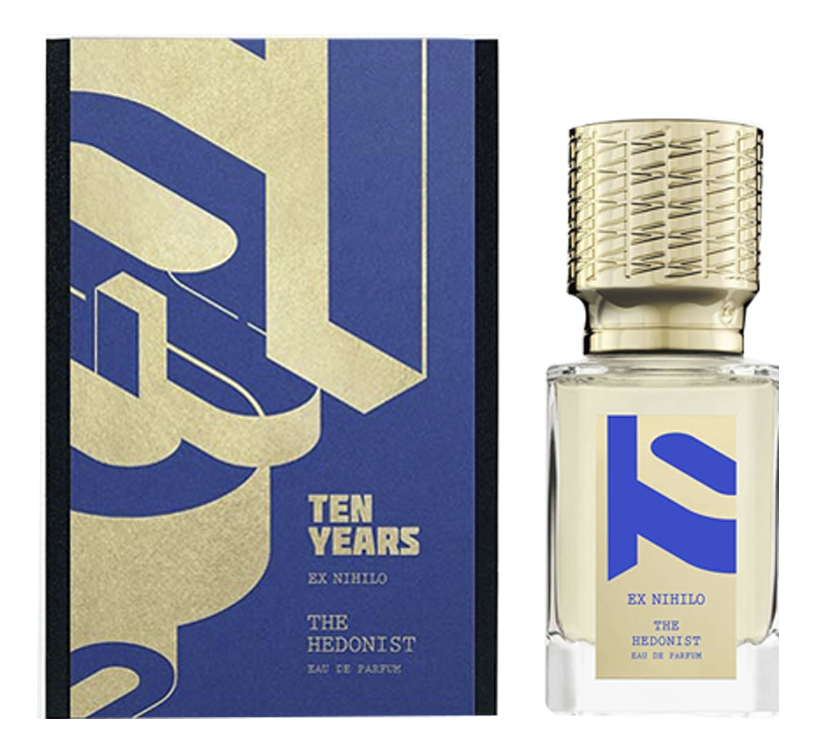 TEN
YEARS
EX NIHILO
THE
HEDONIST
EAU DE PARFUM
EX NIHILO
THE
HEDONIST
EAU DE PARFUM